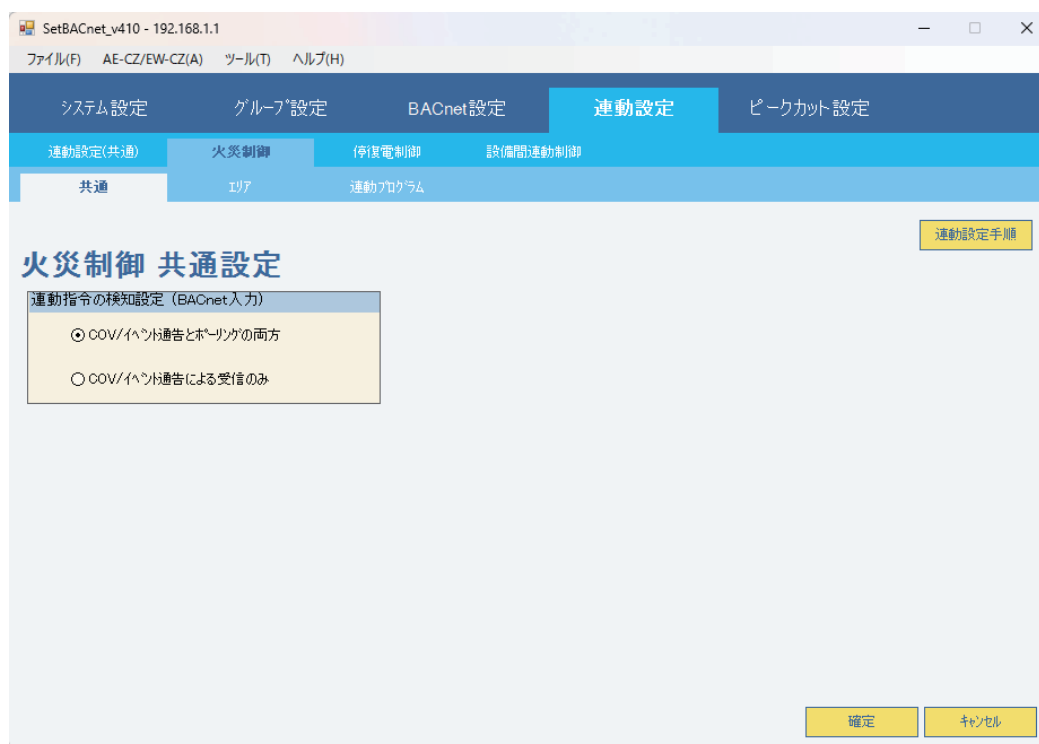 SetBACnet_v410 - 192.168.1.1
ファイル(F) AE-CZ/EW-CZ(A) ツール(T) ヘルプ(H)
システム設定 グループ設定 BACnet設定 連動設定 ピークカット設定
連動設定(共通) 火災制御 停復電制御 設備間連動制御
共通 エリア 連動プログラム
連動設定手順
火災制御 共通設定
連動指令の検知設定（BACnet入力）
COV/イベント通告とポーリングの両方
COV/イベント通告による受信のみ
確定 キャンセル